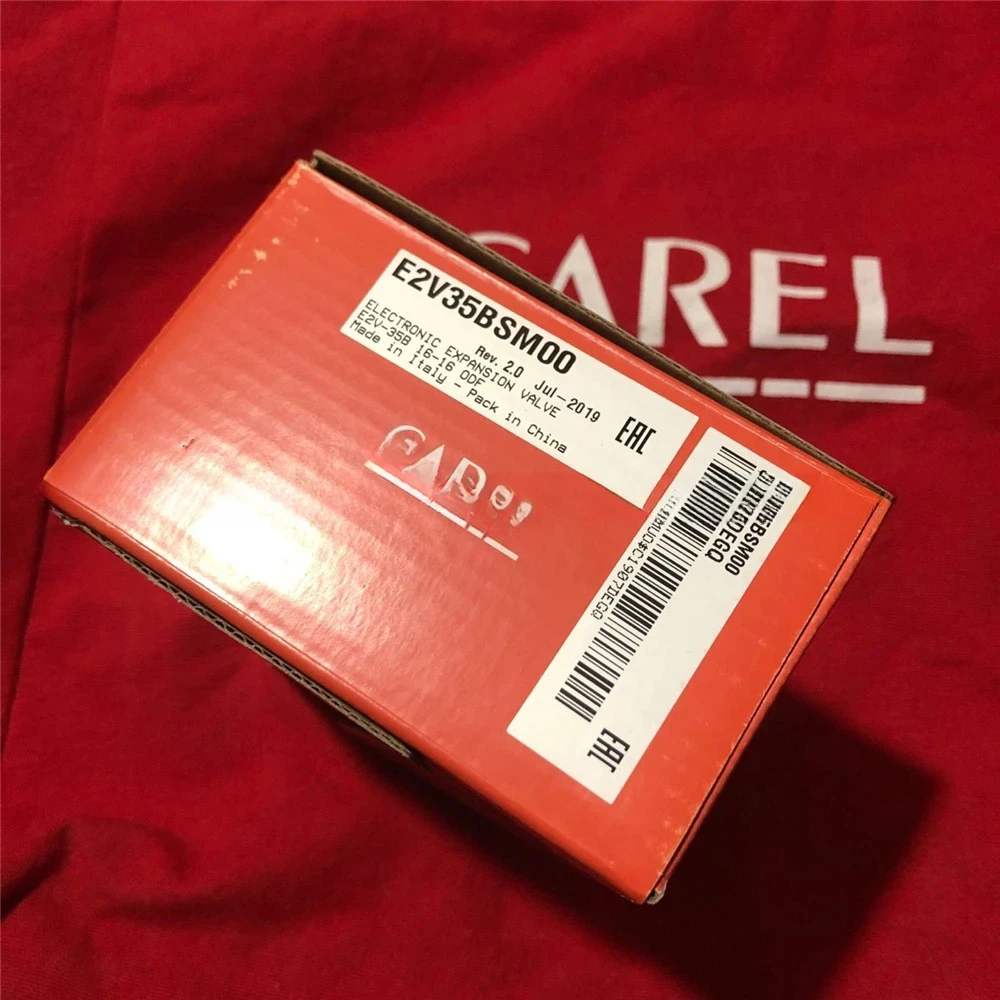 CAREL
E2V35BSM00
Rev. 2.0 Jul-2019
ELECTRONIC EXPANSION VALVE
E2V-35B 16-16 ODF
Made in Italy - Pack in China
EAC
CAREL
EAC